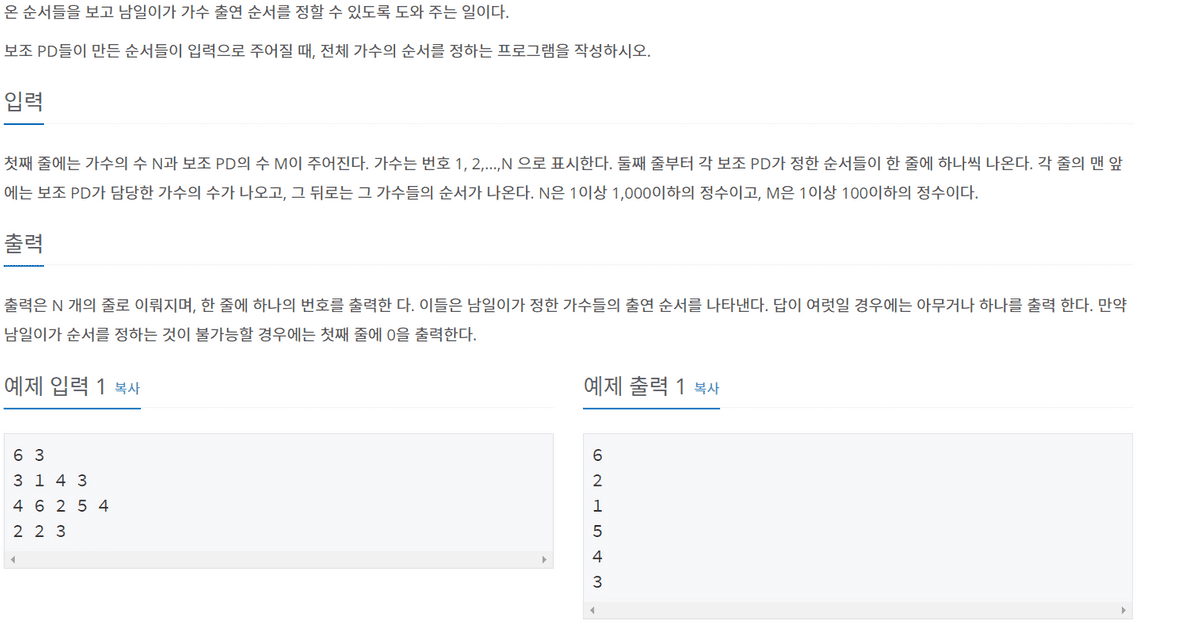 온 순서들을 보고 남일이가 가수 출연 순서를 정할 수 있도록 도와 주는 일이다.
보조 PD들이 만든 순서들이 입력으로 주어질 때, 전체 가수의 순서를 정하는 프로그램을 작성하시오.
입력
첫째 줄에는 가수의 수 N과 보조 PD의 수 M이 주어진다. 가수는 번호 1, 2,…,N 으로 표시한다. 둘째 줄부터 각 보조 PD가 정한 순서들이 한 줄에 하나씩 나온다. 각 줄의 맨 앞
에는 보조 PD가 담당한 가수의 수가 나오고, 그 뒤로는 그 가수들의 순서가 나온다. N은 1이상 1,000이하의 정수이고, M은 1이상 100이하의 정수이다.
출력
출력은 N 개의 줄로 이뤄지며, 한 줄에 하나의 번호를 출력한 다. 이들은 남일이가 정한 가수들의 출연 순서를 나타낸다. 답이 여럿일 경우에는 아무거나 하나를 출력 한다. 만약
남일이가 순서를 정하는 것이 불가능할 경우에는 첫째 줄에 0을 출력한다.
예제 입력 1 복사
6 3
3 1 4 3
4 6 2 5 4
2 2 3
예제 출력 1 복사
6
2
1
5
4
3